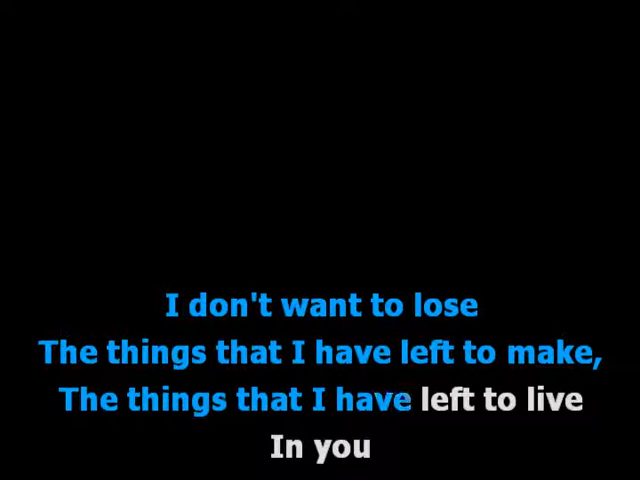 I don't want to lose
The things that I have left to make,
The things that I have left to live
In you